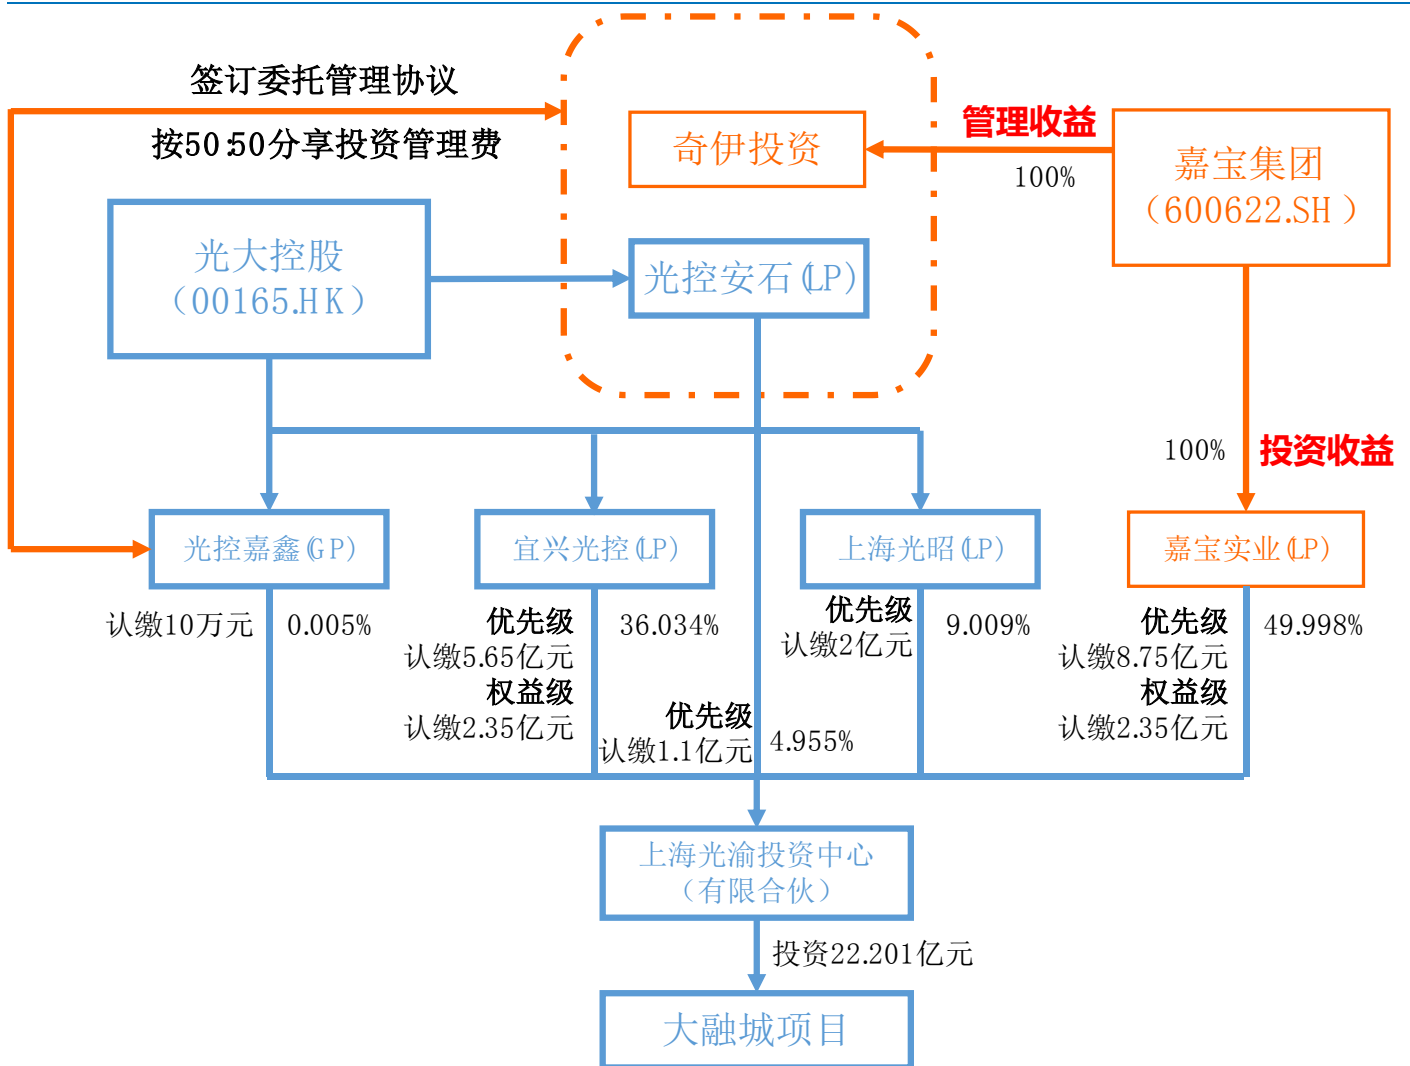 签订委托管理协议
按50:50分享投资管理费
奇伊投资
管理收益
100%
嘉宝集团
（600622.SH）
光大控股
（00165.HK）
光控安石(LP)
100%
投资收益
光控嘉鑫(GP)
宜兴光控(LP)
上海光昭(LP)
嘉宝实业(LP)
认缴10万元
0.005%
优先级
认缴5.65亿元
权益级
认缴2.35亿元
36.034%
优先级
认缴1.1亿元
4.955%
优先级
认缴2亿元
9.009%
优先级
认缴8.75亿元
权益级
认缴2.35亿元
49.998%
上海光渝投资中心
（有限合伙）
投资22.201亿元
大融城项目